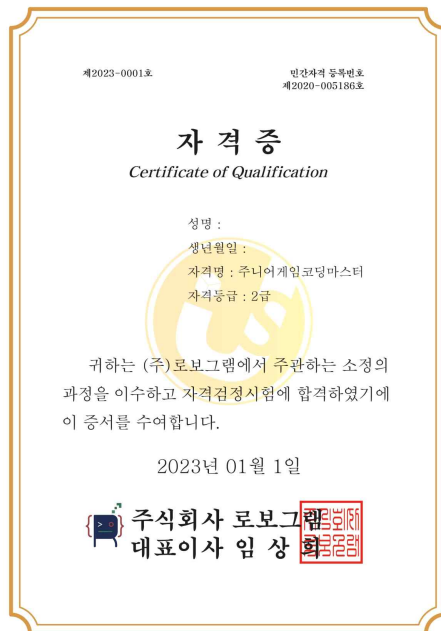 제2023-0001호
민간자격 등록번호
제2020-005186호
자 격 증
Certificate of Qualification
성명 :
생년월일 :
자격명 : 주니어게임코딩마스터
자격등급 : 2급
귀하는 (주)로보그램에서 주관하는 소정의
과정을 이수하고 자격검정시험에 합격하였기에
이 증서를 수여합니다.
2023년 01월 1일
주식회사 로보그램
대표이사 임 상 희